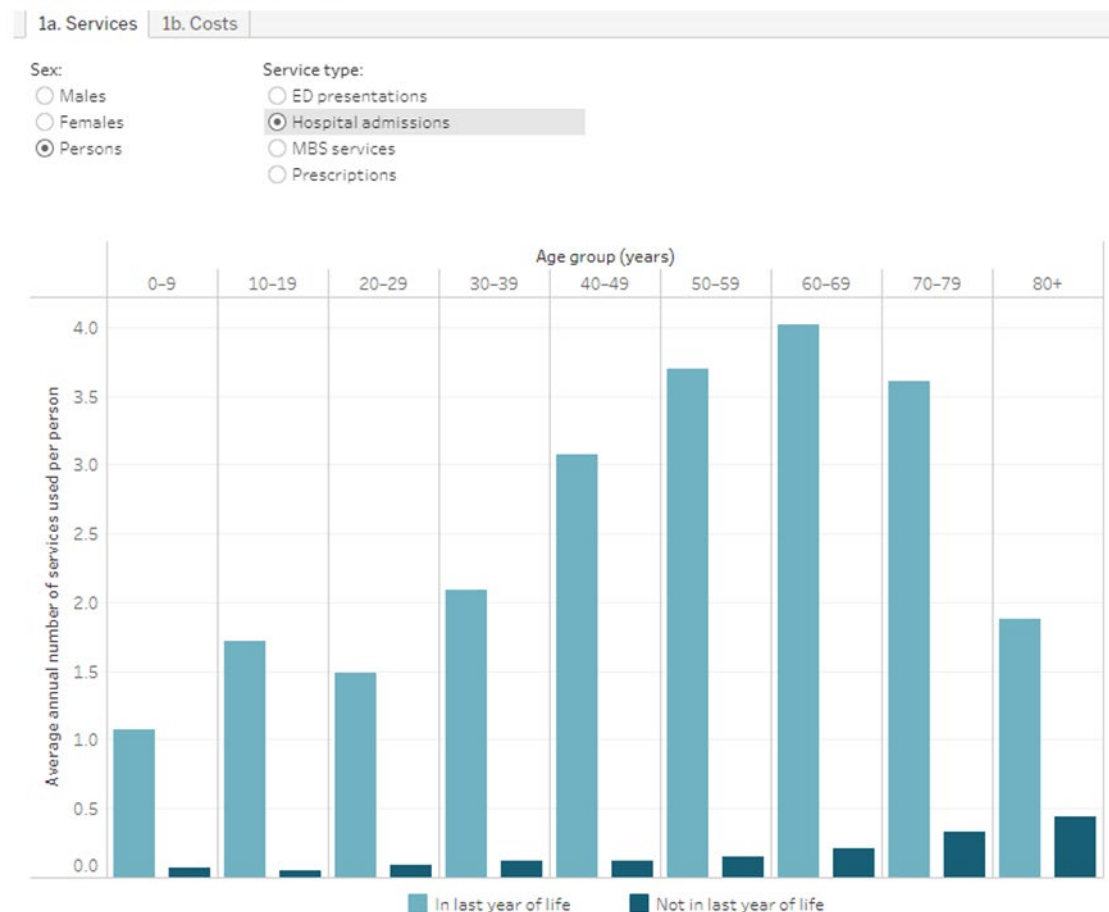 1a. Services 1b. Costs
Sex: Service type:
Males ED presentations
Females Hospital admissions
Persons MBS services
Prescriptions
Age group (years)
0–9 10–19 20–29 30–39 40–49 50–59 60–69 70–79 80+
Average annual number of services used per person
4.0
3.5
3.0
2.5
2.0
1.5
1.0
0.5
0.0
In last year of life Not in last year of life